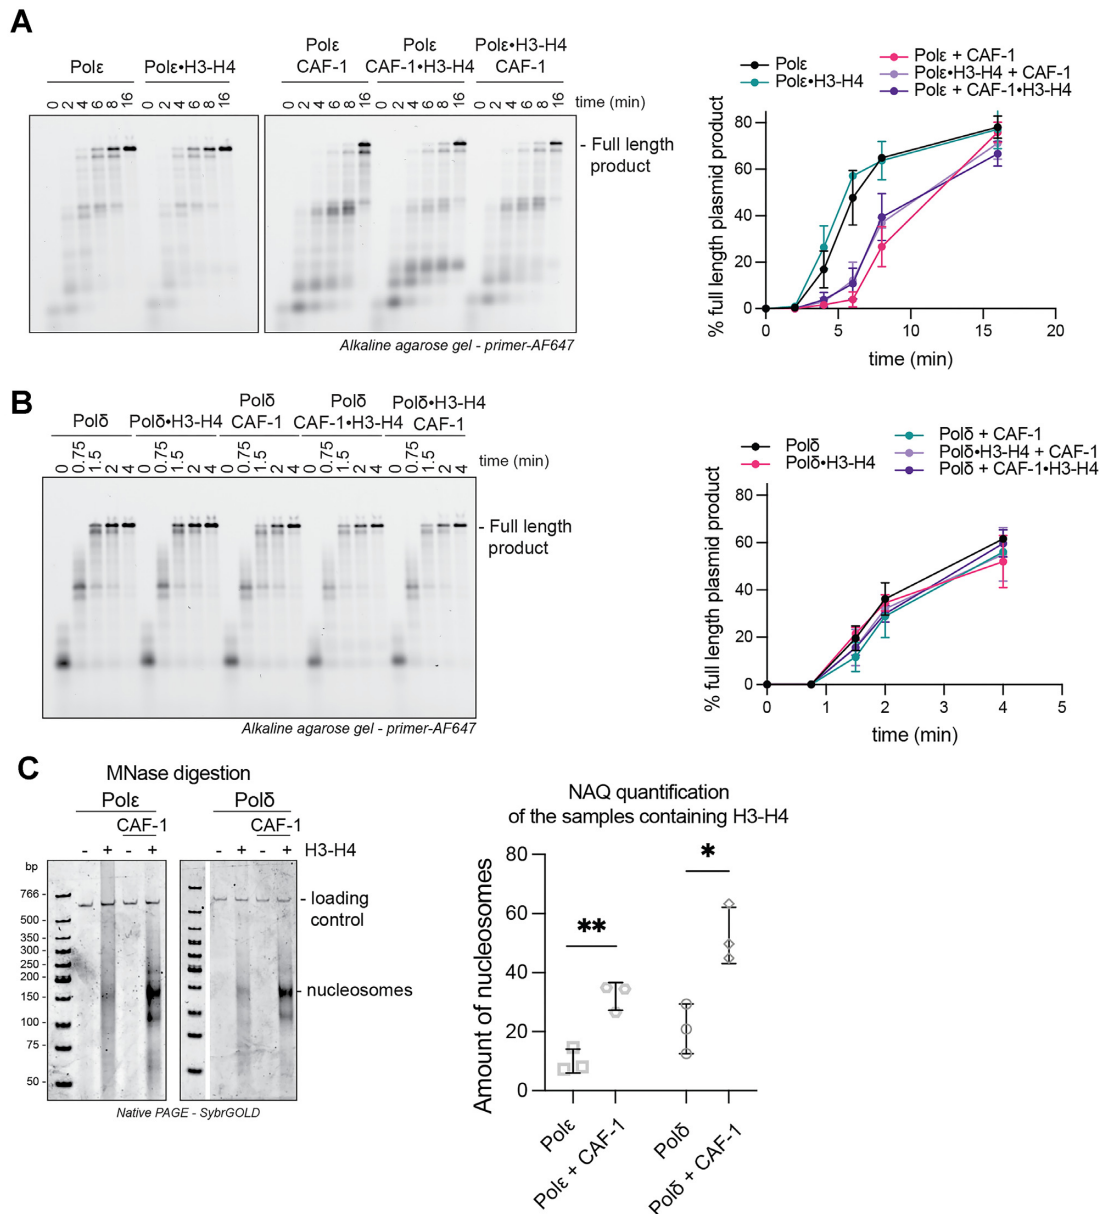 A
Polε
Polε•H3-H4
Polε
CAF-1
Polε
CAF-1•H3-H4
Polε•H3-H4
CAF-1
0 2 4 6 8 16
0 2 4 6 8 16
0 2 4 6 8 16
0 2 4 6 8 16
0 2 4 6 8 16
time (min)
- Full length
product
Alkaline agarose gel - primer-AF647
Polε
Polε•H3-H4
Polε + CAF-1
Polε•H3-H4 + CAF-1
Polε + CAF-1•H3-H4
% full length plasmid product
80
60
40
20
0
0 5 10 15 20
time (min)
B
Polδ
Polδ•H3-H4
Polδ
CAF-1
Polδ
CAF-1•H3-H4
Polδ•H3-H4
CAF-1
0 0.75 1.5 2 4
0 0.75 1.5 2 4
0 0.75 1.5 2 4
0 0.75 1.5 2 4
0 0.75 1.5 2 4
time (min)
- Full length
product
Alkaline agarose gel - primer-AF647
Polδ
Polδ•H3-H4
Polδ + CAF-1
Polδ•H3-H4 + CAF-1
Polδ + CAF-1•H3-H4
% full length plasmid product
80
60
40
20
0
0 1 2 3 4 5
time (min)
C
MNase digestion
Polε
Polδ
CAF-1
CAF-1
- + - +
- + - +
H3-H4
bp
766 -
500 -
350 -
300 -
250 -
200 -
150 -
100 -
75 -
50 -
- loading
control
- nucleosomes
Native PAGE - SybrGOLD
NAQ quantification
of the samples containing H3-H4
Amount of nucleosomes
80
60
40
20
0
**
*
Polε
Polε + CAF-1
Polδ
Polδ + CAF-1